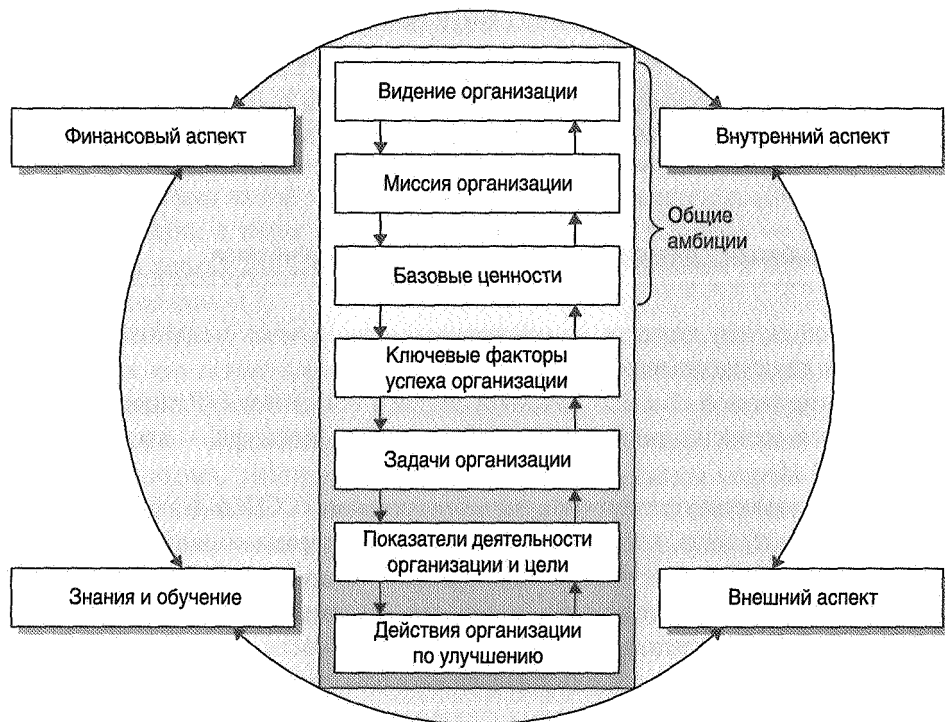 Видение организации
Финансовый аспект
Внутренний аспект
Миссия организации
Общие
амбиции
Базовые ценности
Ключевые факторы
успеха организации
Задачи организации
Показатели деятельности
организации и цели
Знания и обучение
Внешний аспект
Действия организации
по улучшению